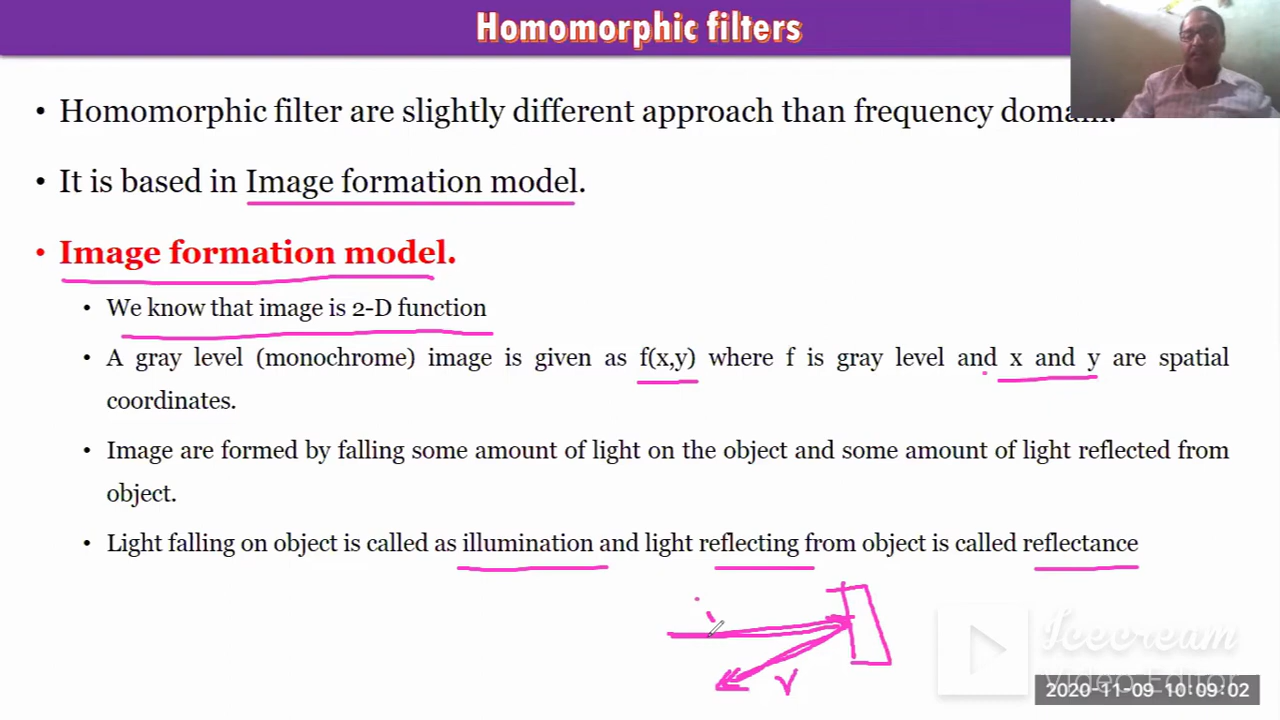 Homomorphic filters
• Homomorphic filter are slightly different approach than frequency domain.
• It is based in Image formation model.
• Image formation model.
• We know that image is 2-D function
• A gray level (monochrome) image is given as f(x,y) where f is gray level and x and y are spatial
coordinates.
• Image are formed by falling some amount of light on the object and some amount of light reflected from
object.
• Light falling on object is called as illumination and light reflecting from object is called reflectance
i
r
Icecream
Video Editor
2020-11-09 10:09:02